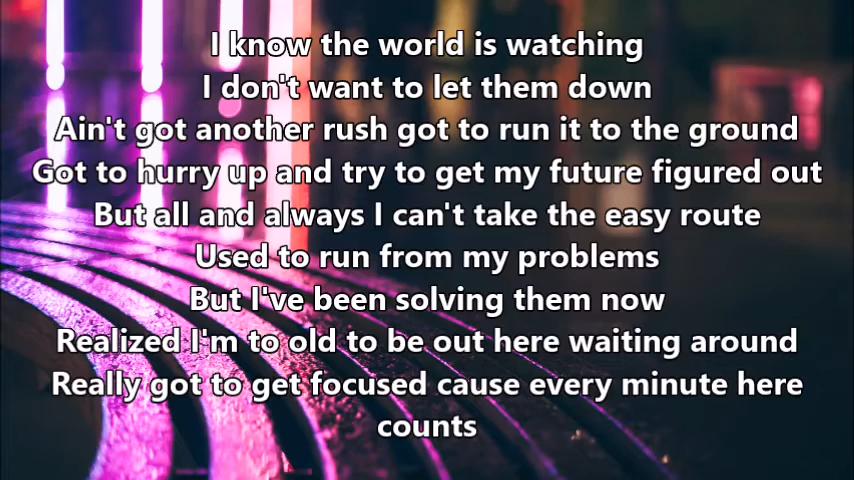 I know the world is watching
I don't want to let them down
Ain't got another rush got to run it to the ground
Got to hurry up and try to get my future figured out
But all and always I can't take the easy route
Used to run from my problems
But I've been solving them now
Realized I'm to old to be out here waiting around
Really got to get focused cause every minute here
counts